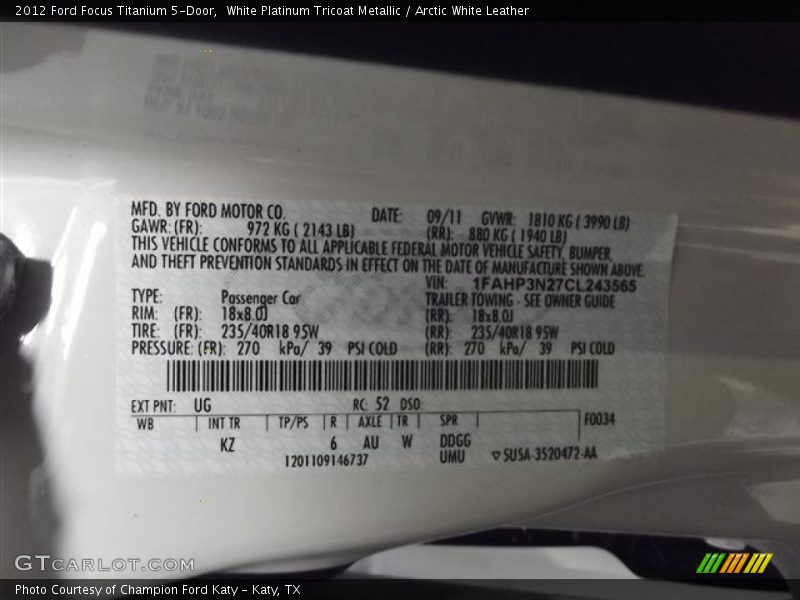 2012 Ford Focus Titanium 5-Door,  White Platinum Tricoat Metallic / Arctic White Leather
MFD. BY FORD MOTOR CO. DATE: 09/11 GVWR: 1810 KG ( 3990 LB)
GAWR: (FR): 972 KG ( 2143 LB) (RR): 880 KG ( 1940 LB)
THIS VEHICLE CONFORMS TO ALL APPLICABLE FEDERAL MOTOR VEHICLE SAFETY, BUMPER,
AND THEFT PREVENTION STANDARDS IN EFFECT ON THE DATE OF MANUFACTURE SHOWN ABOVE.
VIN: 1FAHP3N27CL243565
TYPE: Passenger Car TRAILER TOWING - SEE OWNER GUIDE
RIM: (FR): 18x8.0J (RR): 18x8.0J
TIRE: (FR): 235/40R18 95W (RR): 235/40R18 95W
PRESSURE: (FR): 270 kPa/ 39 PSI COLD (RR): 270 kPa/ 39 PSI COLD
EXT PNT: UG RC: 52 DSO:
WB INT TR TP/PS R AXLE TR SPR F0034
KZ 6 AU W DDGG
1201109146737 UMU ▽SU5A-3520472-AA
GTCARLOT.COM
Photo Courtesy of Champion Ford Katy - Katy, TX